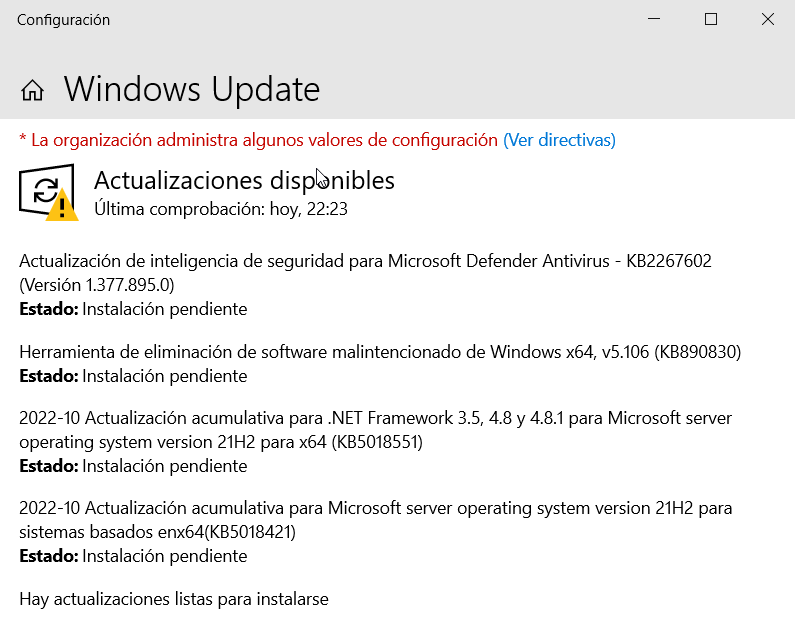 Configuración
Windows Update
* La organización administra algunos valores de configuración (Ver directivas)
Actualizaciones disponibles
Última comprobación: hoy, 22:23
Actualización de inteligencia de seguridad para Microsoft Defender Antivirus - KB2267602
(Versión 1.377.895.0)
Estado: Instalación pendiente
Herramienta de eliminación de software malintencionado de Windows x64, v5.106 (KB890830)
Estado: Instalación pendiente
2022-10 Actualización acumulativa para .NET Framework 3.5, 4.8 y 4.8.1 para Microsoft server
operating system version 21H2 para x64 (KB5018551)
Estado: Instalación pendiente
2022-10 Actualización acumulativa para Microsoft server operating system version 21H2 para
sistemas basados enx64(KB5018421)
Estado: Instalación pendiente
Hay actualizaciones listas para instalarse